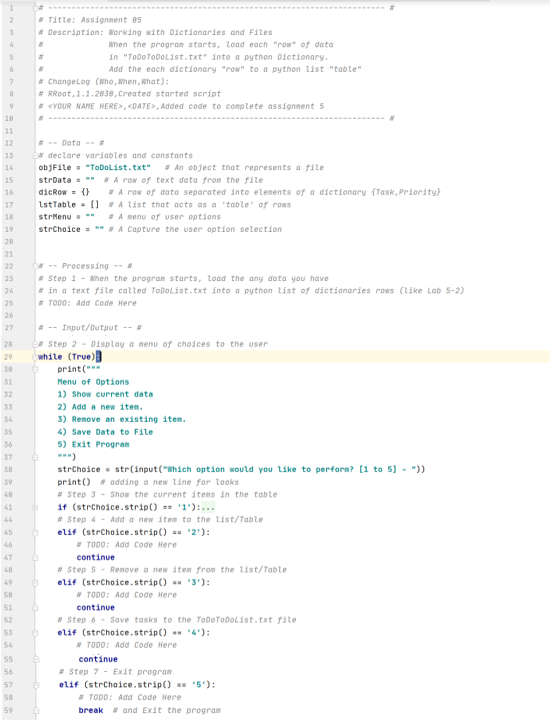 1 # ---------------------------------------------------------------------------- #
2 # Title: Assignment 05
3 # Description: Working with Dictionaries and Files
4 #              When the program starts, load each "row" of data
5 #              in "ToDoToDoList.txt" into a python Dictionary.
6 #              Add the each dictionary "row" to a python list "table"
7 # ChangeLog (Who,When,What):
8 # RRoot,1.1.2030,Created started script
9 # <YOUR NAME HERE>,<DATE>,Added code to complete assignment 5
10 # ---------------------------------------------------------------------------- #
11
12 # -- Data -- #
13 # declare variables and constants
14 objFile = "ToDoList.txt"   # An object that represents a file
15 strData = ""  # A row of text data from the file
16 dicRow = {}    # A row of data separated into elements of a dictionary {Task,Priority}
17 lstTable = []  # A list that acts as a 'table' of rows
18 strMenu = ""   # A menu of user options
19 strChoice = "" # A Capture the user option selection
20
21
22 # -- Processing -- #
23 # Step 1 - When the program starts, load the any data you have
24 # in a text file called ToDoList.txt into a python list of dictionaries rows (like Lab 5-2)
25 # TODO: Add Code Here
26
27 # -- Input/Output -- #
28 # Step 2 - Display a menu of choices to the user
29 while (True):
30     print("""
31     Menu of Options
32     1) Show current data
33     2) Add a new item.
34     3) Remove an existing item.
35     4) Save Data to File
36     5) Exit Program
37     """)
38     strChoice = str(input("Which option would you like to perform? [1 to 5] - "))
39     print()  # adding a new line for looks
40     # Step 3 - Show the current items in the table
41     if (strChoice.strip() == '1'):...
44     # Step 4 - Add a new item to the list/Table
45     elif (strChoice.strip() == '2'):
46         # TODO: Add Code Here
47         continue
48     # Step 5 - Remove a new item from the list/Table
49     elif (strChoice.strip() == '3'):
50         # TODO: Add Code Here
51         continue
52     # Step 6 - Save tasks to the ToDoToDoList.txt file
53     elif (strChoice.strip() == '4'):
54         # TODO: Add Code Here
55         continue
56     # Step 7 - Exit program
57     elif (strChoice.strip() == '5'):
58         # TODO: Add Code Here
59         break  # and Exit the program